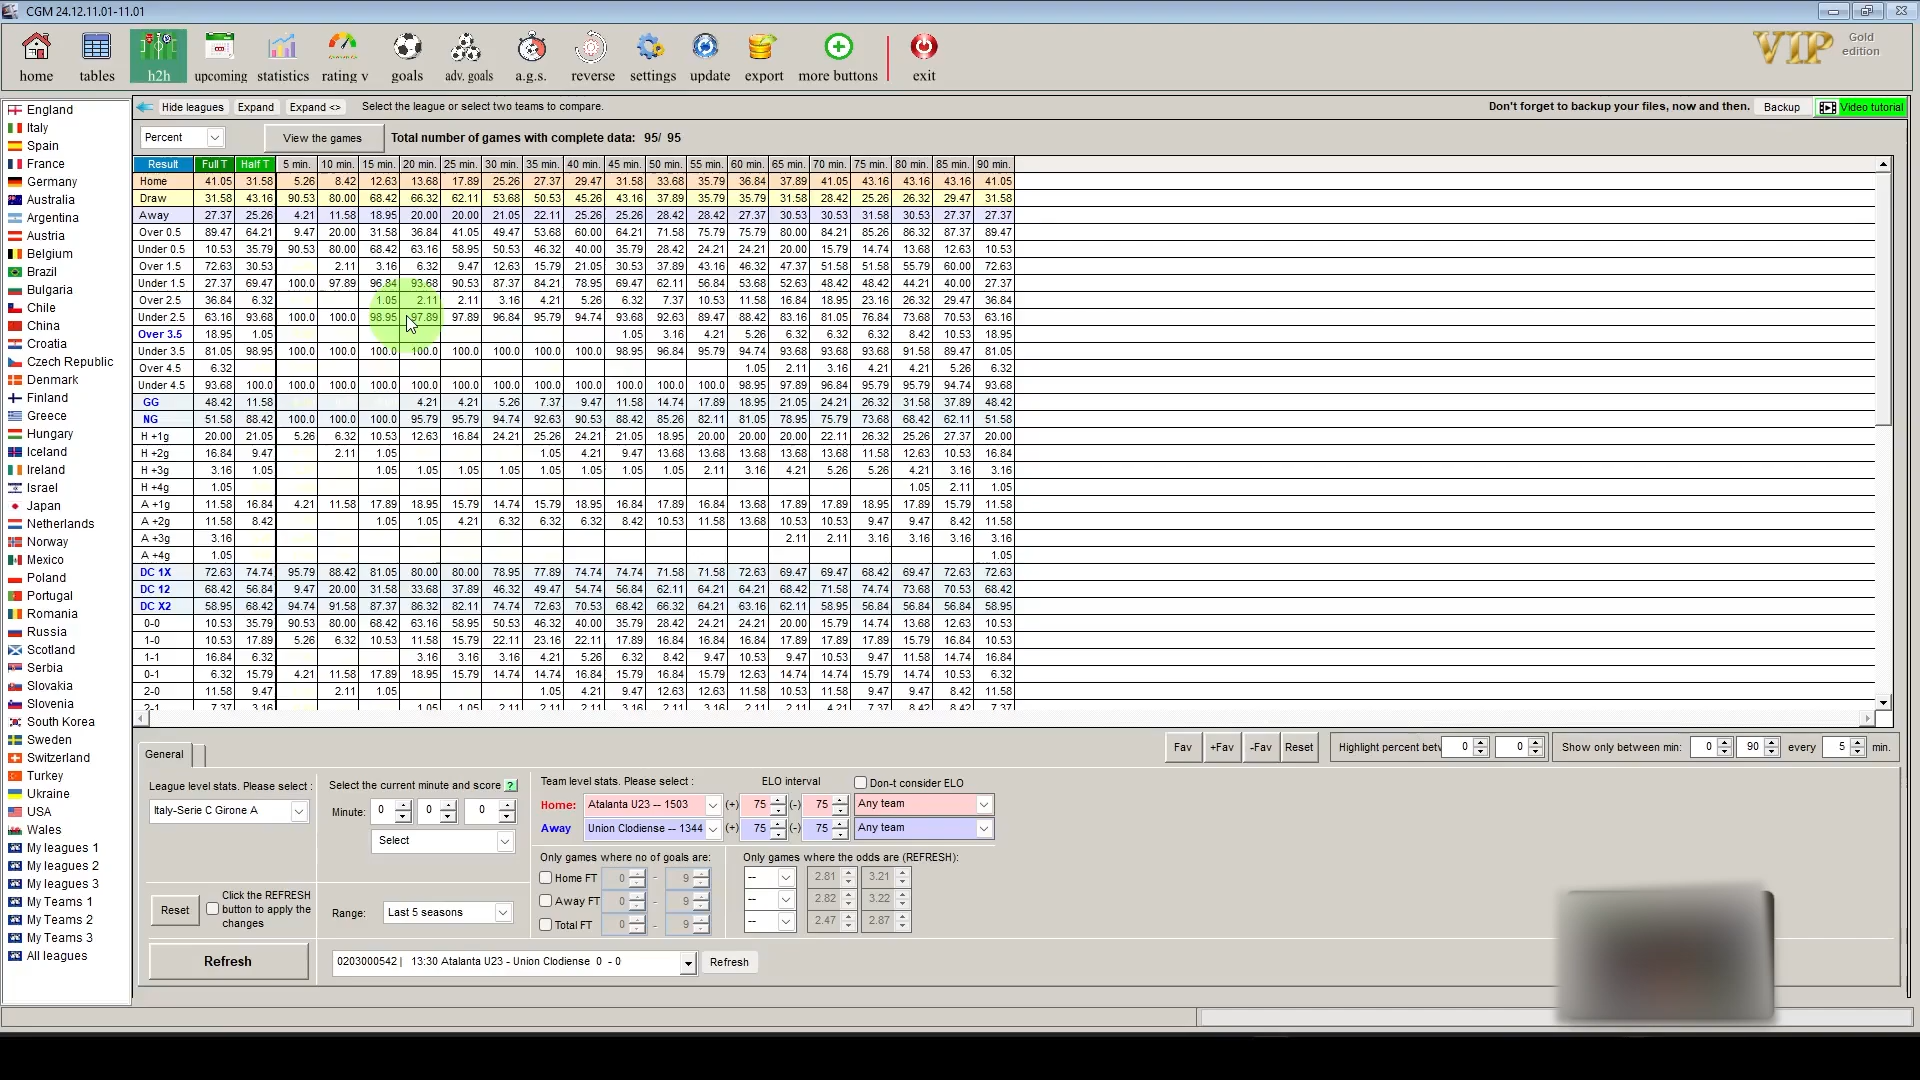 CGM 24.12.11.01-11.01
home tables h2h upcoming statistics rating v goals adv. goals a.g.s. reverse settings update export more buttons exit
VIP Gold edition
Hide leagues Expand Expand <> Select the league or select two teams to compare. Don't forget to backup your files, now and then. Backup Video tutorial
Percent View the games Total number of games with complete data: 95/ 95
England
Italy
Spain
France
Germany
Australia
Argentina
Austria
Belgium
Brazil
Bulgaria
Chile
China
Croatia
Czech Republic
Denmark
Finland
Greece
Hungary
Iceland
Ireland
Israel
Japan
Netherlands
Norway
Mexico
Poland
Portugal
Romania
Russia
Scotland
Serbia
Slovakia
Slovenia
South Korea
Sweden
Switzerland
Turkey
Ukraine
USA
Wales
My leagues 1
My leagues 2
My leagues 3
My Teams 1
My Teams 2
My Teams 3
All leagues
Result Full T Half T 5 min. 10 min. 15 min. 20 min. 25 min. 30 min. 35 min. 40 min. 45 min. 50 min. 55 min. 60 min. 65 min. 70 min. 75 min. 80 min. 85 min. 90 min.
Home 41.05 31.58 5.26 8.42 12.63 13.68 17.89 25.26 27.37 29.47 31.58 33.68 35.79 36.84 37.89 41.05 43.16 43.16 43.16 41.05
Draw 31.58 43.16 90.53 80.00 68.42 66.32 62.11 53.68 50.53 45.26 43.16 37.89 35.79 35.79 31.58 28.42 25.26 26.32 29.47 31.58
Away 27.37 25.26 4.21 11.58 18.95 20.00 20.00 21.05 22.11 25.26 25.26 28.42 28.42 27.37 30.53 30.53 31.58 30.53 27.37 27.37
Over 0.5 89.47 64.21 9.47 20.00 31.58 36.84 41.05 49.47 53.68 60.00 64.21 71.58 75.79 75.79 80.00 84.21 85.26 86.32 87.37 89.47
Under 0.5 10.53 35.79 90.53 80.00 68.42 63.16 58.95 50.53 46.32 40.00 35.79 28.42 24.21 24.21 20.00 15.79 14.74 13.68 12.63 10.53
Over 1.5 72.63 30.53 2.11 3.16 6.32 9.47 12.63 15.79 21.05 30.53 37.89 43.16 46.32 47.37 51.58 51.58 55.79 60.00 72.63
Under 1.5 27.37 69.47 100.0 97.89 96.84 93.68 90.53 87.37 84.21 78.95 69.47 62.11 56.84 53.68 52.63 48.42 48.42 44.21 40.00 27.37
Over 2.5 36.84 6.32 1.05 2.11 2.11 3.16 4.21 5.26 6.32 7.37 10.53 11.58 16.84 18.95 23.16 26.32 29.47 36.84
Under 2.5 63.16 93.68 100.0 100.0 98.95 97.89 97.89 96.84 95.79 94.74 93.68 92.63 89.47 88.42 83.16 81.05 76.84 73.68 70.53 63.16
Over 3.5 18.95 1.05 1.05 3.16 4.21 5.26 6.32 6.32 6.32 8.42 10.53 18.95
Under 3.5 81.05 98.95 100.0 100.0 100.0 100.0 100.0 100.0 100.0 100.0 98.95 96.84 95.79 94.74 93.68 93.68 93.68 91.58 89.47 81.05
Over 4.5 6.32 1.05 2.11 3.16 4.21 4.21 5.26 6.32
Under 4.5 93.68 100.0 100.0 100.0 100.0 100.0 100.0 100.0 100.0 100.0 100.0 100.0 100.0 98.95 97.89 96.84 95.79 95.79 94.74 93.68
GG 48.42 11.58 4.21 4.21 5.26 7.37 9.47 11.58 14.74 17.89 18.95 21.05 24.21 26.32 31.58 37.89 48.42
NG 51.58 88.42 100.0 100.0 100.0 95.79 95.79 94.74 92.63 90.53 88.42 85.26 82.11 81.05 78.95 75.79 73.68 68.42 62.11 51.58
H +1g 20.00 21.05 5.26 6.32 10.53 12.63 16.84 24.21 25.26 24.21 21.05 18.95 20.00 20.00 20.00 22.11 26.32 25.26 27.37 20.00
H +2g 16.84 9.47 2.11 1.05 1.05 4.21 9.47 13.68 13.68 13.68 13.68 13.68 11.58 12.63 10.53 16.84
H +3g 3.16 1.05 1.05 1.05 1.05 1.05 1.05 1.05 1.05 1.05 2.11 3.16 4.21 5.26 5.26 4.21 3.16 3.16
H +4g 1.05 1.05 2.11 1.05
A +1g 11.58 16.84 4.21 11.58 17.89 18.95 15.79 14.74 15.79 18.95 16.84 17.89 16.84 13.68 17.89 17.89 18.95 17.89 15.79 11.58
A +2g 11.58 8.42 1.05 1.05 4.21 6.32 6.32 6.32 8.42 10.53 11.58 13.68 10.53 10.53 9.47 9.47 8.42 11.58
A +3g 3.16 2.11 2.11 3.16 3.16 3.16 3.16
A +4g 1.05 1.05
DC 1X 72.63 74.74 95.79 88.42 81.05 80.00 80.00 78.95 77.89 74.74 74.74 71.58 71.58 72.63 69.47 69.47 68.42 69.47 72.63 72.63
DC 12 68.42 56.84 9.47 20.00 31.58 33.68 37.89 46.32 49.47 54.74 56.84 62.11 64.21 64.21 68.42 71.58 74.74 73.68 70.53 68.42
DC X2 58.95 68.42 94.74 91.58 87.37 86.32 82.11 74.74 72.63 70.53 68.42 66.32 64.21 63.16 62.11 58.95 56.84 56.84 56.84 58.95
0-0 10.53 35.79 90.53 80.00 68.42 63.16 58.95 50.53 46.32 40.00 35.79 28.42 24.21 24.21 20.00 15.79 14.74 13.68 12.63 10.53
1-0 10.53 17.89 5.26 6.32 10.53 11.58 15.79 22.11 23.16 22.11 17.89 16.84 16.84 16.84 17.89 17.89 17.89 15.79 16.84 10.53
1-1 16.84 6.32 3.16 3.16 3.16 4.21 5.26 6.32 8.42 9.47 10.53 9.47 10.53 9.47 11.58 14.74 16.84
0-1 6.32 15.79 4.21 11.58 17.89 18.95 15.79 14.74 14.74 16.84 15.79 16.84 15.79 12.63 14.74 14.74 15.79 14.74 10.53 6.32
2-0 11.58 9.47 2.11 1.05 1.05 4.21 9.47 12.63 12.63 11.58 10.53 11.58 9.47 9.47 8.42 11.58
2-1 7.37 3.16 1.05 1.05 2.11 2.11 2.11 3.16 2.11 3.16 2.11 2.11 4.21 7.37 8.42 8.42 7.37
General Fav +Fav -Fav Reset Highlight percent betv 0 0 Show only between min: 0 90 every 5 min.
League level stats. Please select :
Italy-Serie C Girone A
Select the current minute and score ?
Minute: 0 0 0
Select
Team level stats. Please select : ELO interval Don-t consider ELO
Home: Atalanta U23 -- 1503 (+) 75 (-) 75 Any team
Away Union Clodiense -- 1344 (+) 75 (-) 75 Any team
Only games where no of goals are: Only games where the odds are (REFRESH):
Home FT 0 - 9 -- 2.81 3.21
Away FT 0 - 9 -- 2.82 3.22
Total FT 0 - 9 -- 2.47 2.87
Reset Click the REFRESH button to apply the changes
Range: Last 5 seasons
Refresh 0203000542 | 13:30 Atalanta U23 - Union Clodiense 0 - 0 Refresh